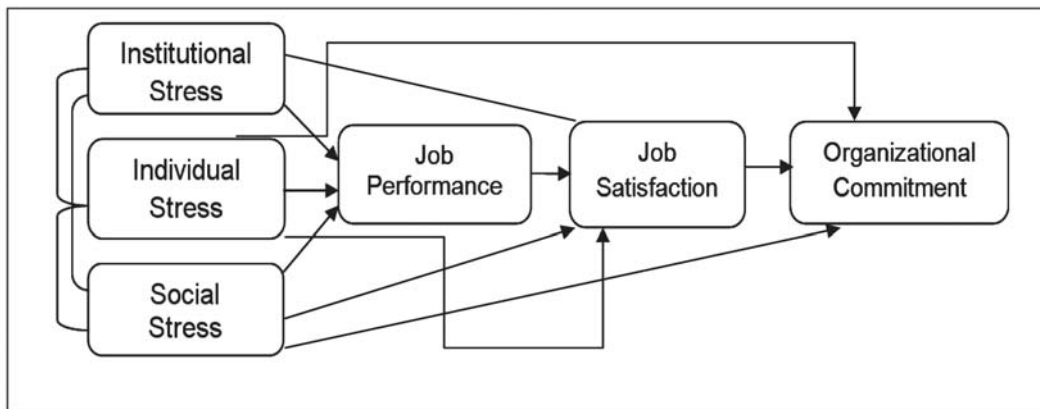 Institutional
Stress
Individual
Stress
Social
Stress
Job
Performance
Job
Satisfaction
Organizational
Commitment